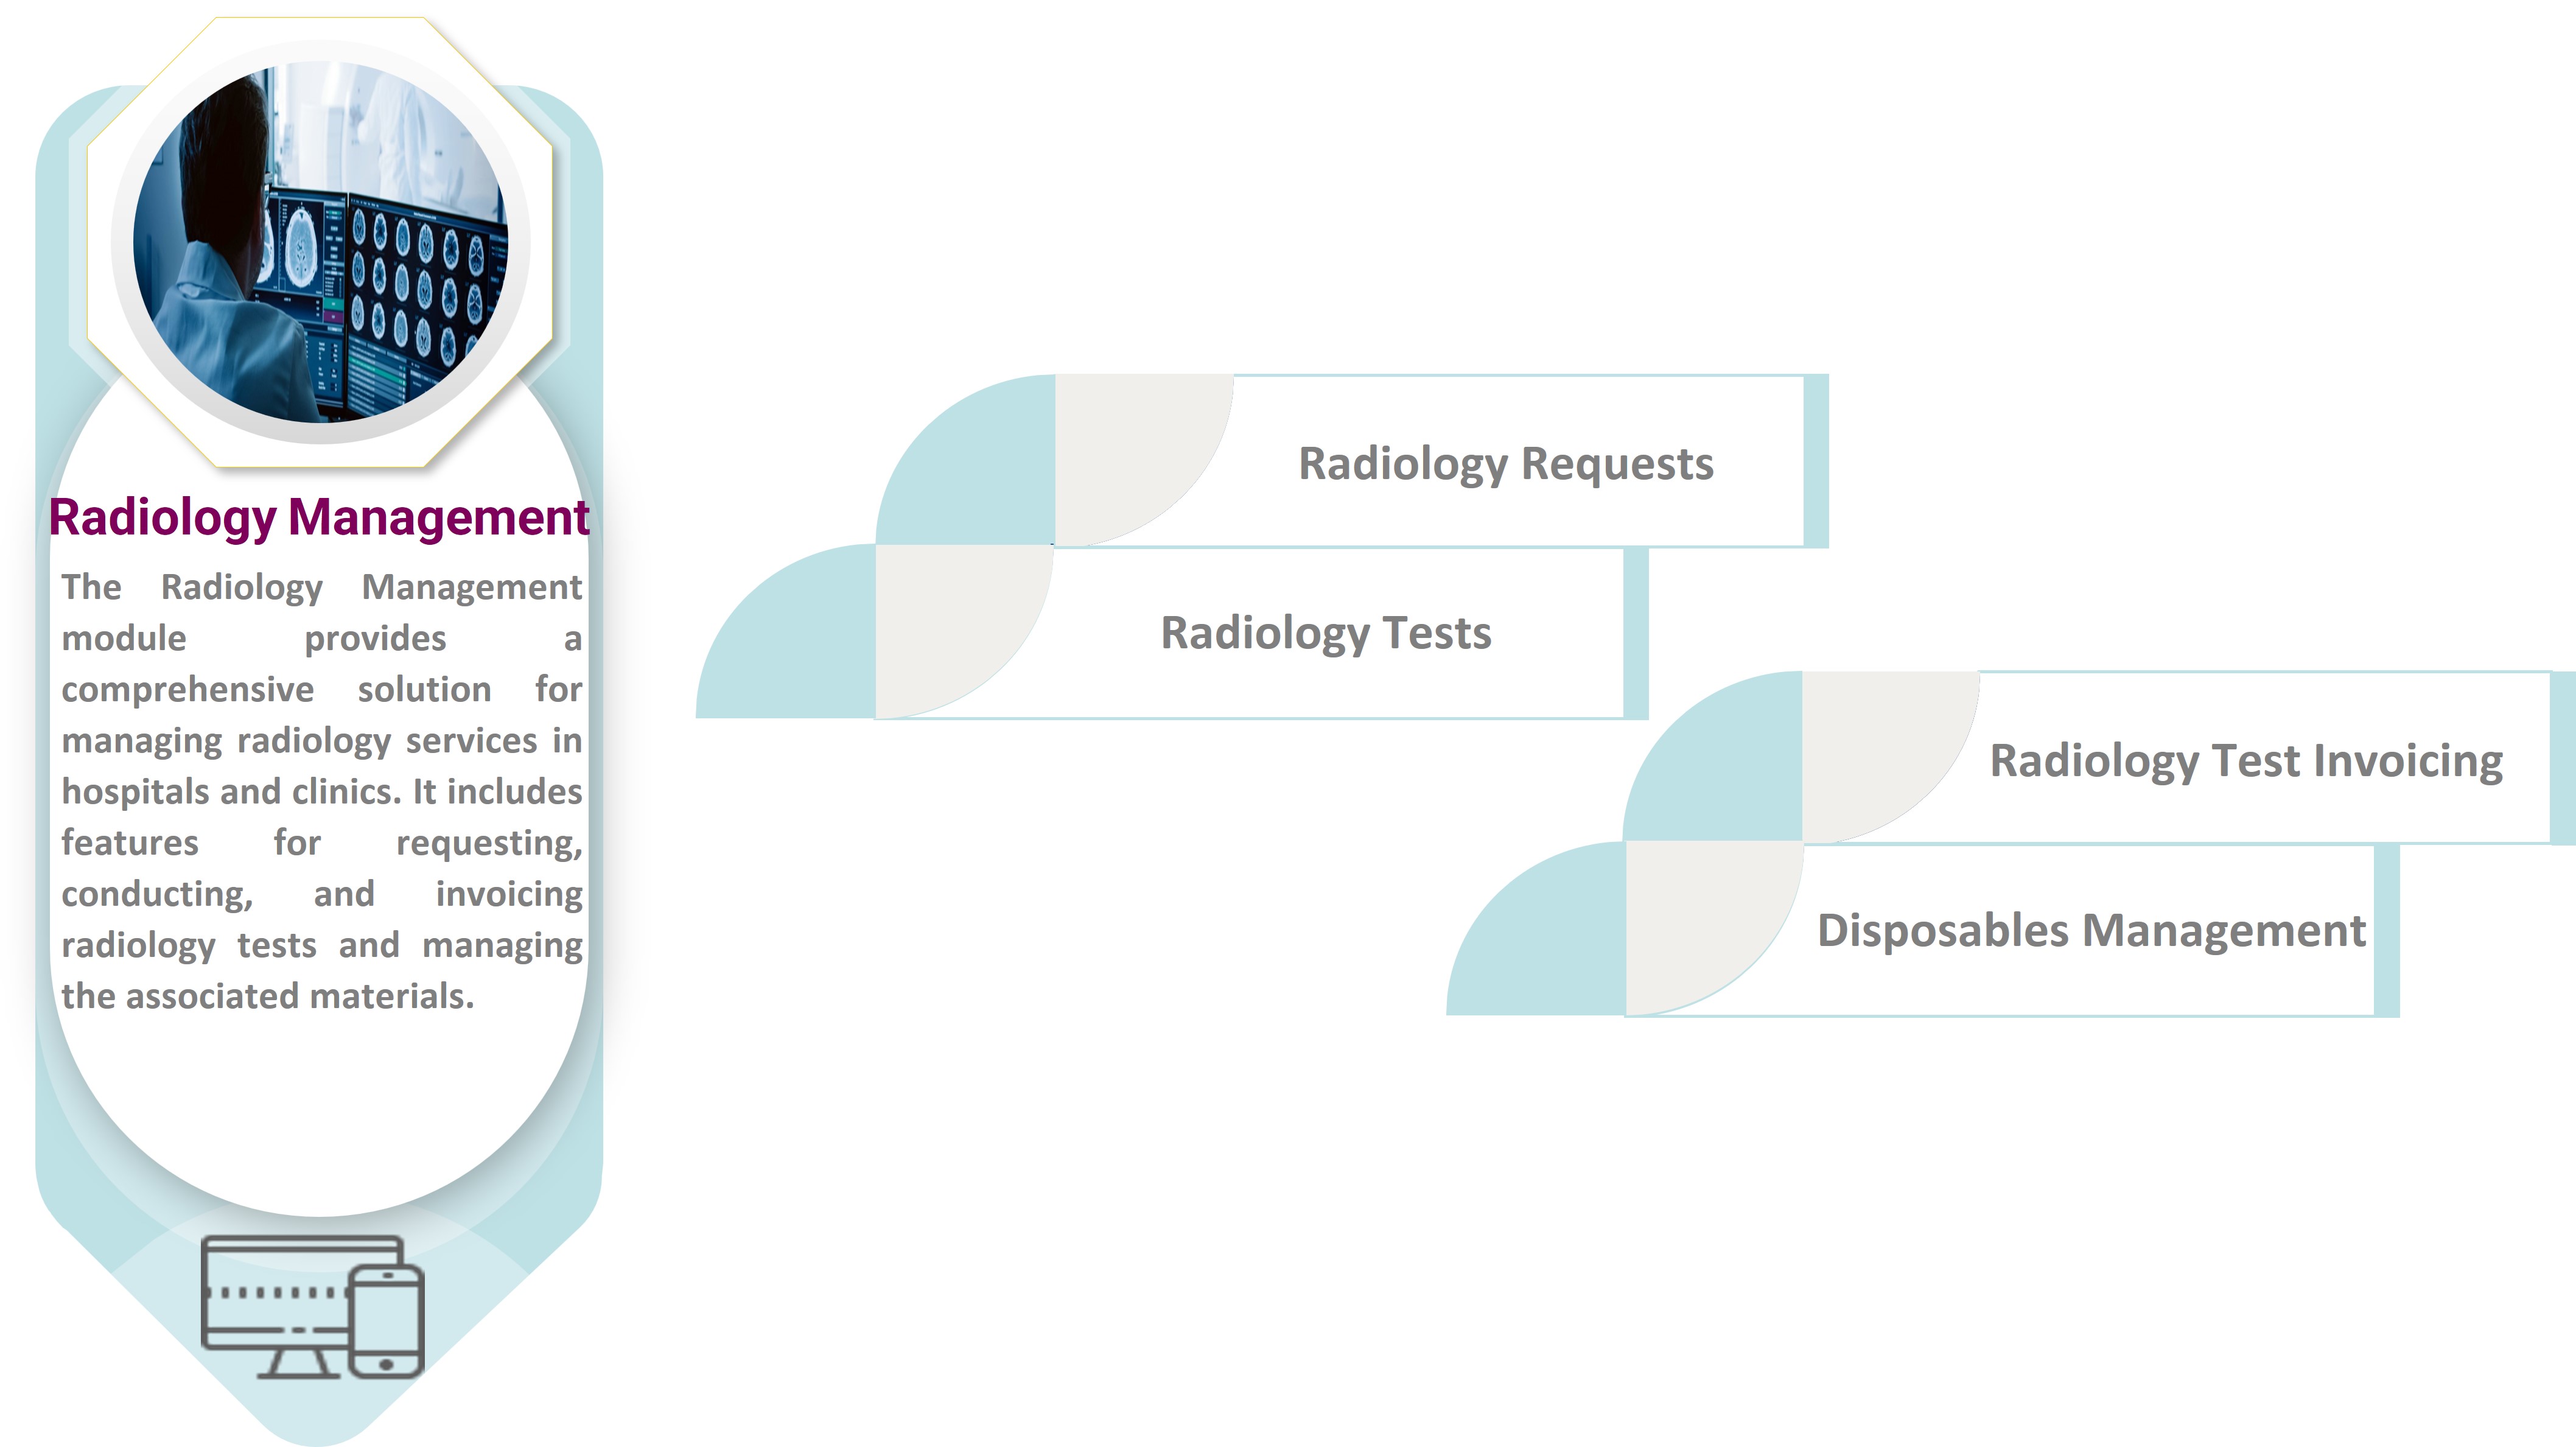 Radiology Management
The Radiology Management
module provides a
comprehensive solution for
managing radiology services in
hospitals and clinics. It includes
features for requesting,
conducting, and invoicing
radiology tests and managing
the associated materials.
Radiology Requests
Radiology Tests
Radiology Test Invoicing
Disposables Management